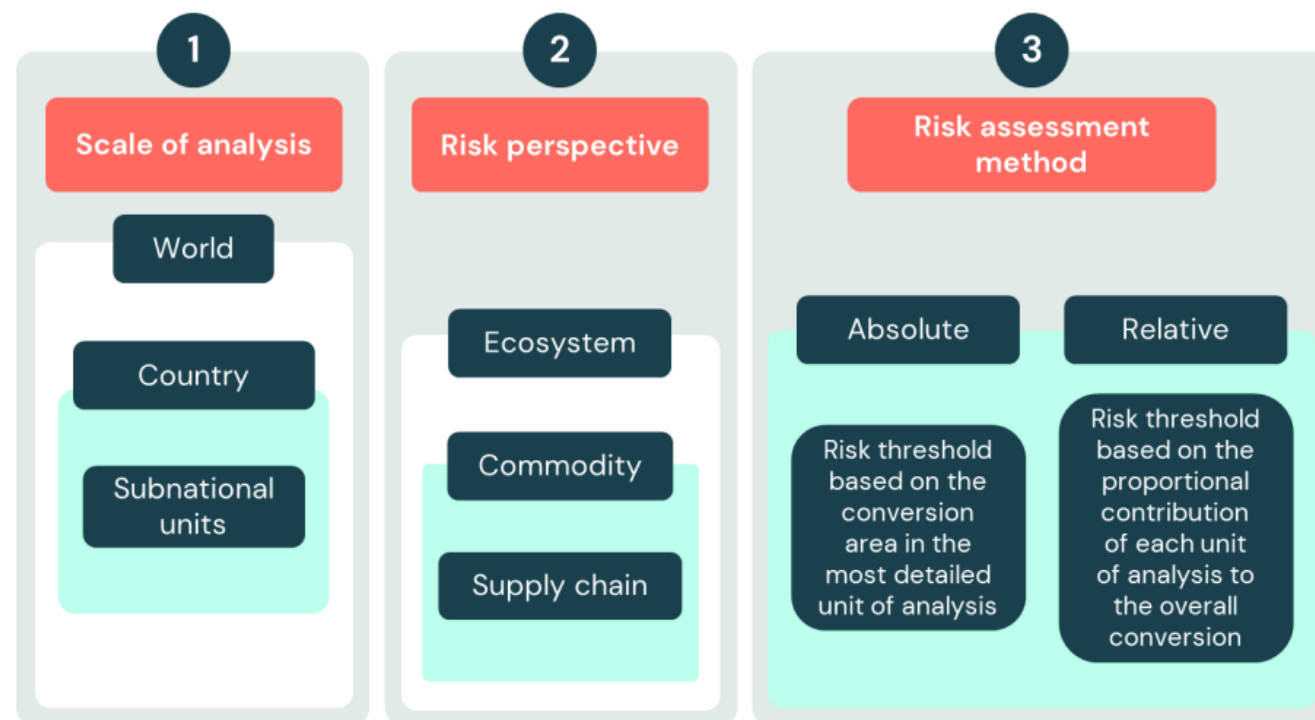 1
Scale of analysis
World
Country
Subnational
units
2
Risk perspective
Ecosystem
Commodity
Supply chain
3
Risk assessment
method
Absolute
Risk threshold
based on the
conversion
area in the
most detailed
unit of analysis
Relative
Risk threshold
based on the
proportional
contribution
of each unit
of analysis to
the overall
conversion